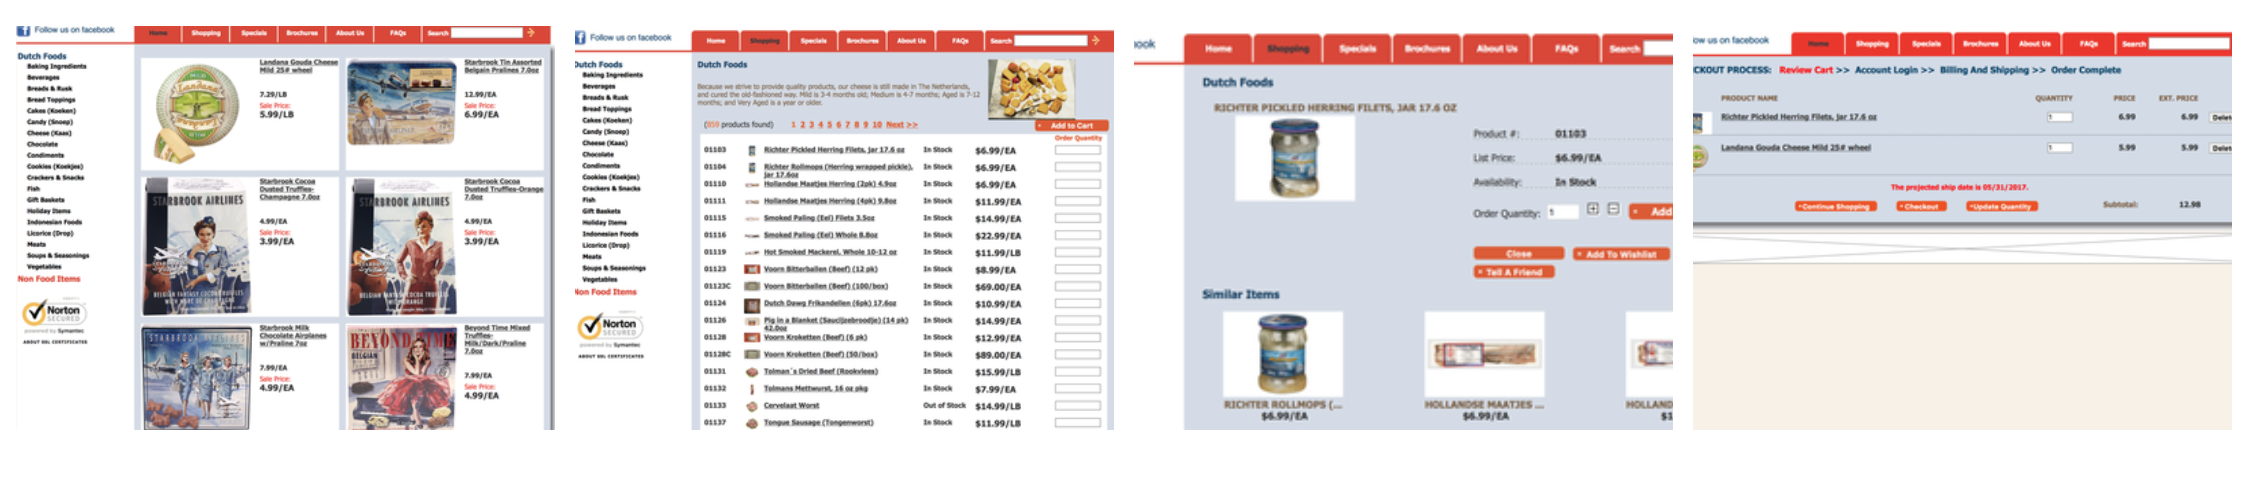 Follow us on facebook
Home Shopping Specials Brochures About Us FAQs Search
Dutch Foods
Baking Ingredients
Beverages
Breads & Rusk
Bread Toppings
Cakes (Koeken)
Candy (Snoep)
Cheese (Kaas)
Chocolate
Condiments
Cookies (Koekjes)
Crackers & Snacks
Fish
Gift Baskets
Holiday Items
Indonesian Foods
Licorice (Drop)
Meats
Soups & Seasonings
Vegetables
Non Food Items
Norton
SECURED
powered by Symantec
ABOUT SSL CERTIFICATES
Landana
Landana Gouda Cheese
Mild 25# wheel
7.29/LB
Sale Price:
5.99/LB
Starbrook Tin Assorted
Belgain Pralines 7.0oz
12.99/EA
Sale Price:
6.99/EA
STARBROOK AIRLINES
Starbrook Cocoa
Dusted Truffles-
Champagne 7.0oz
4.99/EA
Sale Price:
3.99/EA
STARBROOK AIRLINES
Starbrook Cocoa
Dusted Truffles-Orange
7.0oz
4.99/EA
Sale Price:
3.99/EA
STARBROOK AIRLINES
Starbrook Milk
Chocolate Airplanes
w/Praline 7oz
7.99/EA
Sale Price:
4.99/EA
BEYOND TIME
BELGIAN
Beyond Time Mixed
Truffles-
Milk/Dark/Praline
7.0oz
7.99/EA
Sale Price:
4.99/EA
Follow us on facebook
Home Shopping Specials Brochures About Us FAQs Search
Dutch Foods
Baking Ingredients
Beverages
Breads & Rusk
Bread Toppings
Cakes (Koeken)
Candy (Snoep)
Cheese (Kaas)
Chocolate
Condiments
Cookies (Koekjes)
Crackers & Snacks
Fish
Gift Baskets
Holiday Items
Indonesian Foods
Licorice (Drop)
Meats
Soups & Seasonings
Vegetables
Non Food Items
Norton
SECURED
powered by Symantec
ABOUT SSL CERTIFICATES
Dutch Foods
Because we strive to provide quality products, our cheese is still made in The Netherlands,
and cured the old-fashioned way. Mild is 3-4 months old; Medium is 4-7 months; Aged is 7-12
months; and Very Aged is a year or older.
(859 products found) 1 2 3 4 5 6 7 8 9 10 Next >>
Add to Cart
Order Quantity
01103 Richter Pickled Herring Filets, jar 17.6 oz In Stock $6.99/EA
01104 Richter Rollmops (Herring wrapped pickle), jar 17.6oz In Stock $6.99/EA
01110 Hollandse Maatjes Herring (2pk) 4.9oz In Stock $6.99/EA
01111 Hollandse Maatjes Herring (4pk) 9.8oz In Stock $11.99/EA
01115 Smoked Paling (Eel) Filets 3.5oz In Stock $14.99/EA
01116 Smoked Paling (Eel) Whole 8.8oz In Stock $22.99/EA
01119 Hot Smoked Mackerel, Whole 10-12 oz In Stock $11.99/LB
01123 Voorn Bitterballen (Beef) (12 pk) In Stock $8.99/EA
01123C Voorn Bitterballen (Beef) (100/box) In Stock $69.00/EA
01124 Dutch Dawg Frikandellen (6pk) 17.6oz In Stock $10.99/EA
01126 Pig in a Blanket (Saucijzebroodje) (14 pk) 42.0oz In Stock $14.99/EA
01128 Voorn Kroketten (Beef) (6 pk) In Stock $12.99/EA
01128C Voorn Kroketten (Beef) (50/box) In Stock $89.00/EA
01131 Tolman´s Dried Beef (Rookvlees) In Stock $15.99/LB
01132 Tolmans Mettwurst, 16 oz pkg In Stock $7.99/EA
01133 Cervelaat Worst Out of Stock $14.99/LB
01137 Tongue Sausage (Tongenworst) In Stock $11.99/LB
ook
Home Shopping Specials Brochures About Us FAQs Search
Dutch Foods
RICHTER PICKLED HERRING FILETS, JAR 17.6 OZ
Product #: 01103
List Price: $6.99/EA
Availability: In Stock
Order Quantity: 1 Add
Close Add To Wishlist
Tell A Friend
Similar Items
RICHTER ROLLMOPS (...
$6.99/EA
HOLLANDSE MAATJES ...
$6.99/EA
HOLLAND
$1
ow us on facebook
Home Shopping Specials Brochures About Us FAQs Search
CKOUT PROCESS: Review Cart >> Account Login >> Billing And Shipping >> Order Complete
PRODUCT NAME QUANTITY PRICE EXT. PRICE
Richter Pickled Herring Filets, jar 17.6 oz 1 6.99 6.99 Delet
Landana Gouda Cheese Mild 25# wheel 1 5.99 5.99 Delet
The projected ship date is 05/31/2017.
Continue Shopping Checkout Update Quantity Subtotal: 12.98